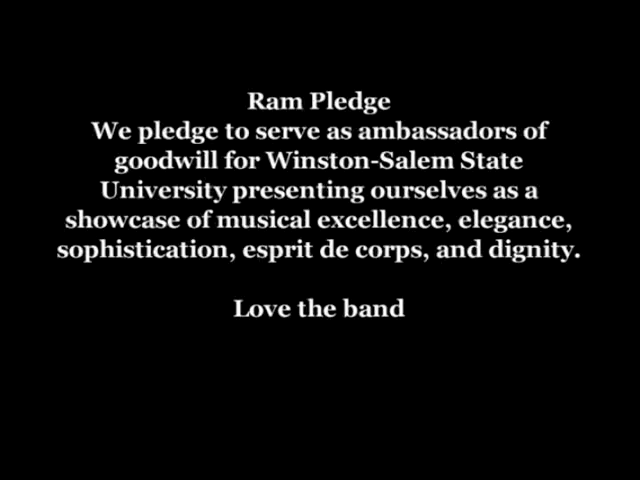 Ram Pledge
We pledge to serve as ambassadors of
goodwill for Winston-Salem State
University presenting ourselves as a
showcase of musical excellence, elegance,
sophistication, esprit de corps, and dignity.
Love the band